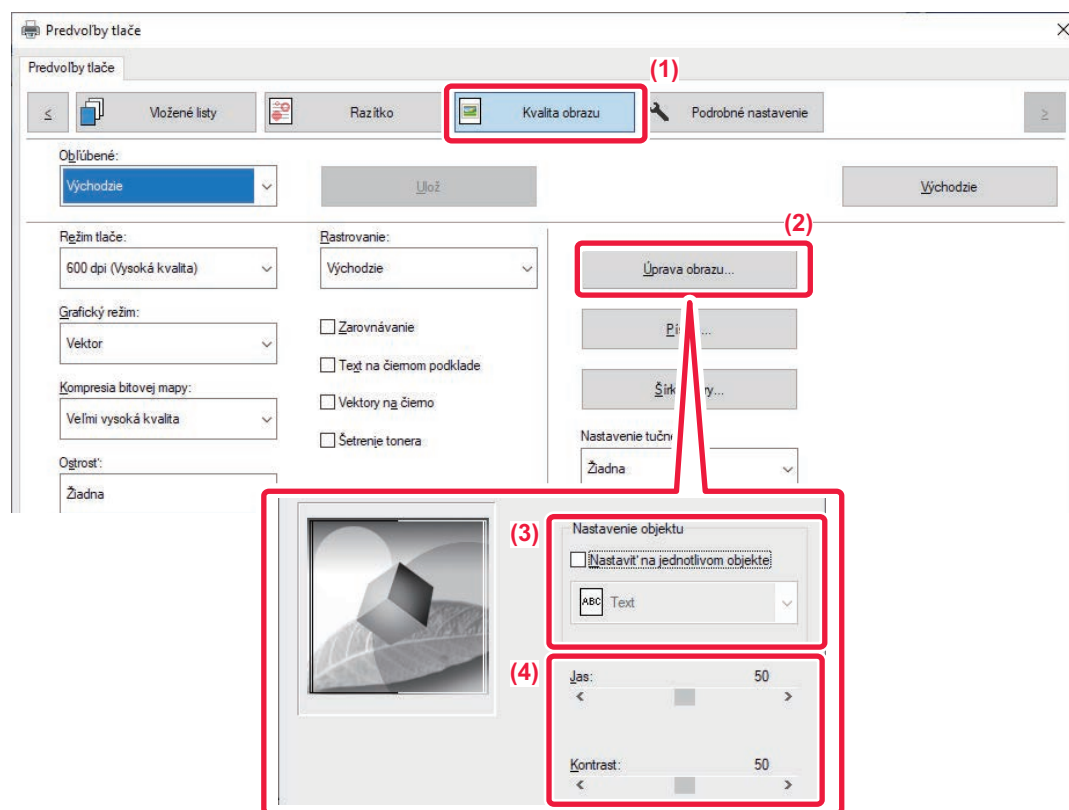 Predvoľby tlače
Predvoľby tlače
(1)
≤ Vložené listy Razítko Kvalita obrazu Podrobné nastavenie ≥
Obľúbené:
Východzie Ulož Východzie
(2)
Režim tlače: Rastrovanie:
600 dpi (Vysoká kvalita) Východzie Úprava obrazu...
Grafický režim:
Zarovnávanie
Vektor
Text na čiernom podklade
Kompresia bitovej mapy:
Vektory na čierno
Veľmi vysoká kvalita
Šetrenje tonera Nastavenie
Ostrosť: Žiadna
Žiadna
(3) Nastavenie objektu
Nastaviť na jednotlivom objekte
ABC Text
(4) Jas: 50
< >
Kontrast: 50
< >